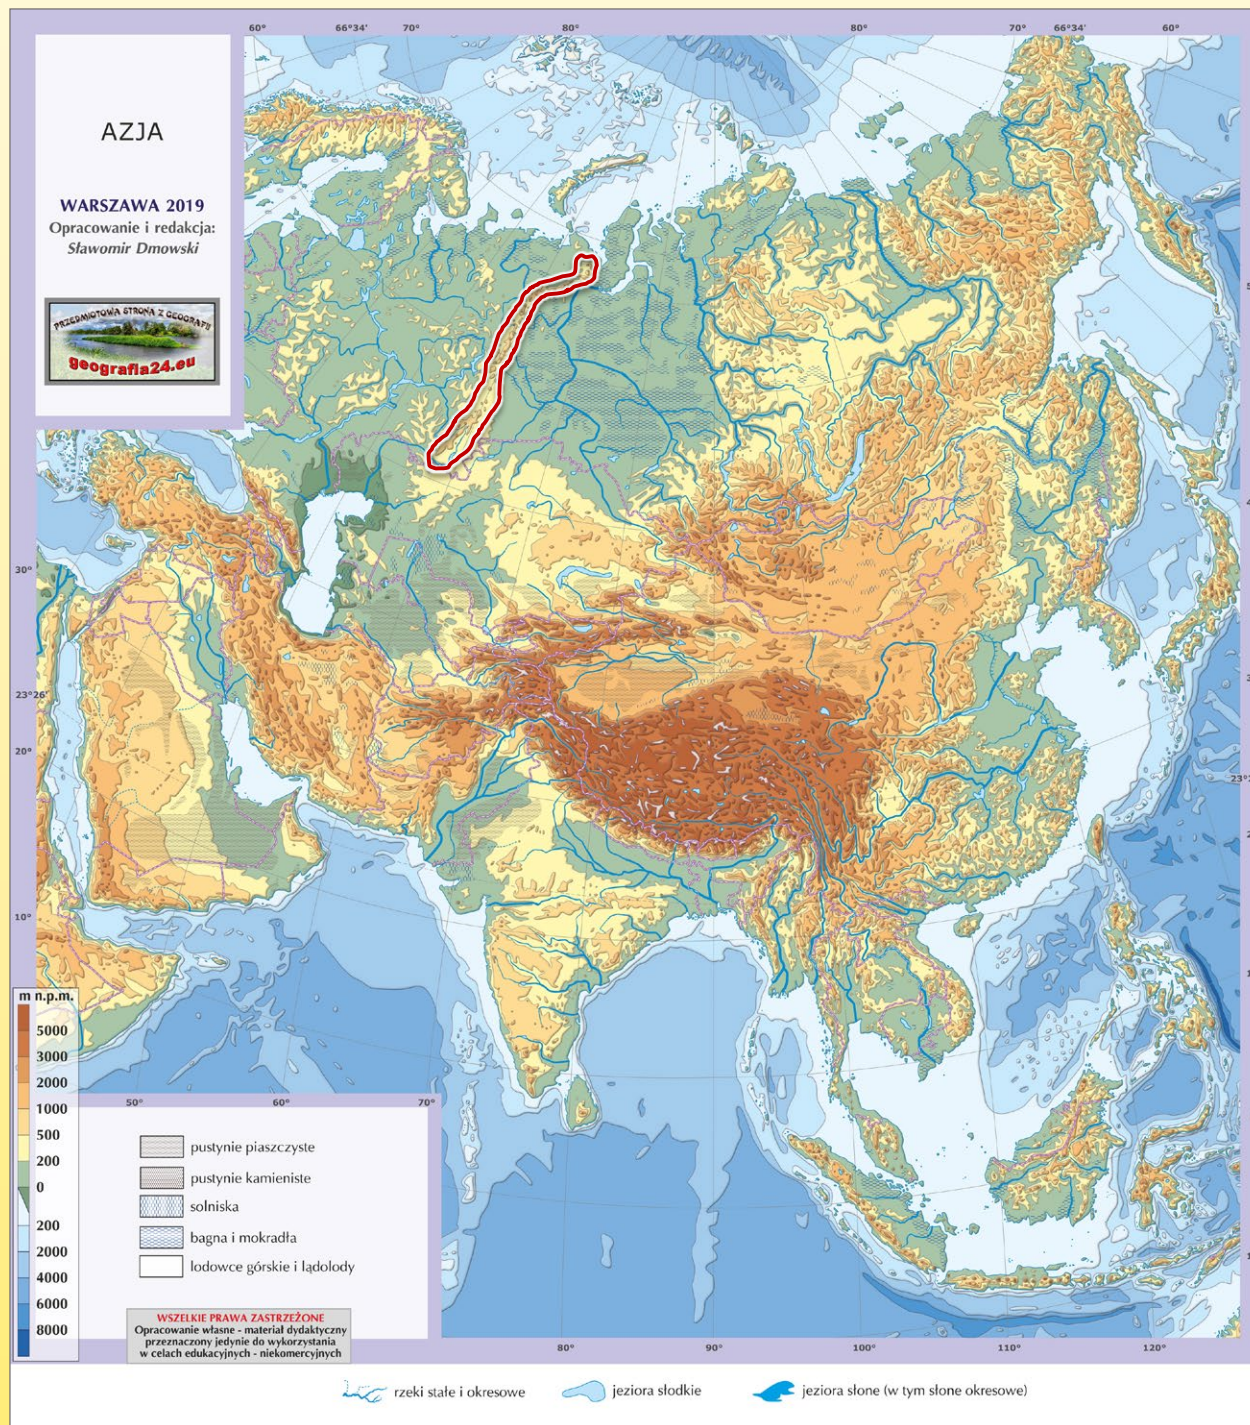 60°
66°34'
70°
80°
80°
70°
66°34'
60°
AZJA
WARSZAWA 2019
Opracowanie i redakcja:
Sławomir Dmowski
PRZEDMIOTOWA STRONA Z GEOGRAFII
geografia24.eu
30°
23°26'
20°
10°
m n.p.m.
5000
3000
2000
1000
500
200
0
200
2000
4000
6000
8000
50°
60°
70°
pustynie piaszczyste
pustynie kamieniste
solniska
bagna i mokradła
lodowce górskie i lądolody
WSZELKIE PRAWA ZASTRZEŻONE
Opracowanie własne - materiał dydaktyczny
przeznaczony jedynie do wykorzystania
w celach edukacyjnych - niekomercyjnych
80°
90°
100°
110°
120°
rzeki stałe i okresowe
jeziora słodkie
jeziora słone (w tym słone okresowe)